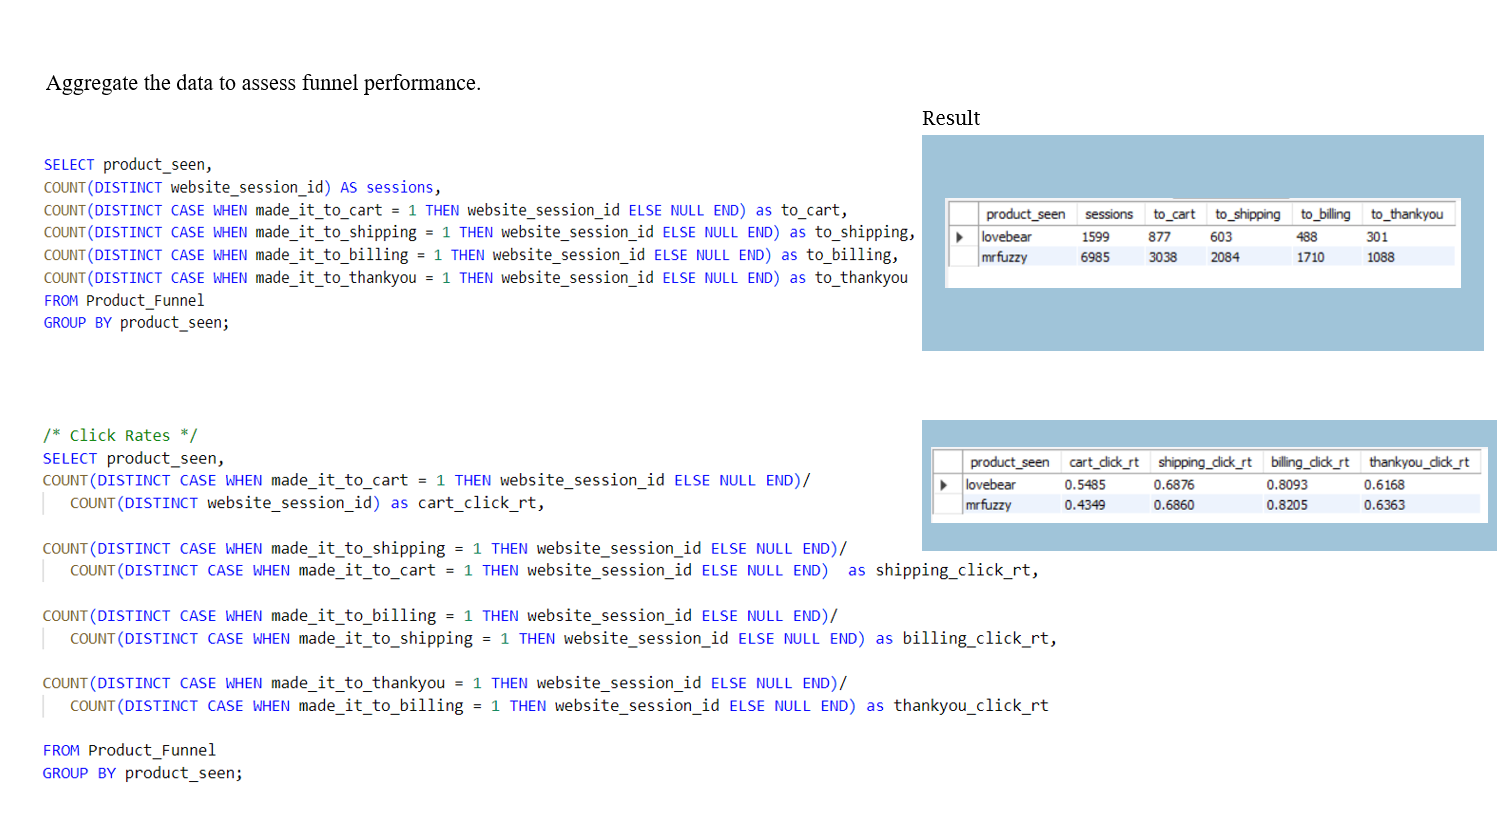 Aggregate the data to assess funnel performance.
Result
SELECT product_seen,
COUNT(DISTINCT website_session_id) AS sessions,
COUNT(DISTINCT CASE WHEN made_it_to_cart = 1 THEN website_session_id ELSE NULL END) as to_cart,
COUNT(DISTINCT CASE WHEN made_it_to_shipping = 1 THEN website_session_id ELSE NULL END) as to_shipping,
COUNT(DISTINCT CASE WHEN made_it_to_billing = 1 THEN website_session_id ELSE NULL END) as to_billing,
COUNT(DISTINCT CASE WHEN made_it_to_thankyou = 1 THEN website_session_id ELSE NULL END) as to_thankyou
FROM Product_Funnel
GROUP BY product_seen;
product_seen sessions to_cart to_shipping to_billing to_thankyou
lovebear 1599 877 603 488 301
mrfuzzy 6985 3038 2084 1710 1088
/* Click Rates */
SELECT product_seen,
COUNT(DISTINCT CASE WHEN made_it_to_cart = 1 THEN website_session_id ELSE NULL END)/
COUNT(DISTINCT website_session_id) as cart_click_rt,
COUNT(DISTINCT CASE WHEN made_it_to_shipping = 1 THEN website_session_id ELSE NULL END)/
COUNT(DISTINCT CASE WHEN made_it_to_cart = 1 THEN website_session_id ELSE NULL END)  as shipping_click_rt,
COUNT(DISTINCT CASE WHEN made_it_to_billing = 1 THEN website_session_id ELSE NULL END)/
COUNT(DISTINCT CASE WHEN made_it_to_shipping = 1 THEN website_session_id ELSE NULL END) as billing_click_rt,
COUNT(DISTINCT CASE WHEN made_it_to_thankyou = 1 THEN website_session_id ELSE NULL END)/
COUNT(DISTINCT CASE WHEN made_it_to_billing = 1 THEN website_session_id ELSE NULL END) as thankyou_click_rt
FROM Product_Funnel
GROUP BY product_seen;
product_seen cart_click_rt shipping_click_rt billing_click_rt thankyou_click_rt
lovebear 0.5485 0.6876 0.8093 0.6168
mrfuzzy 0.4349 0.6860 0.8205 0.6363